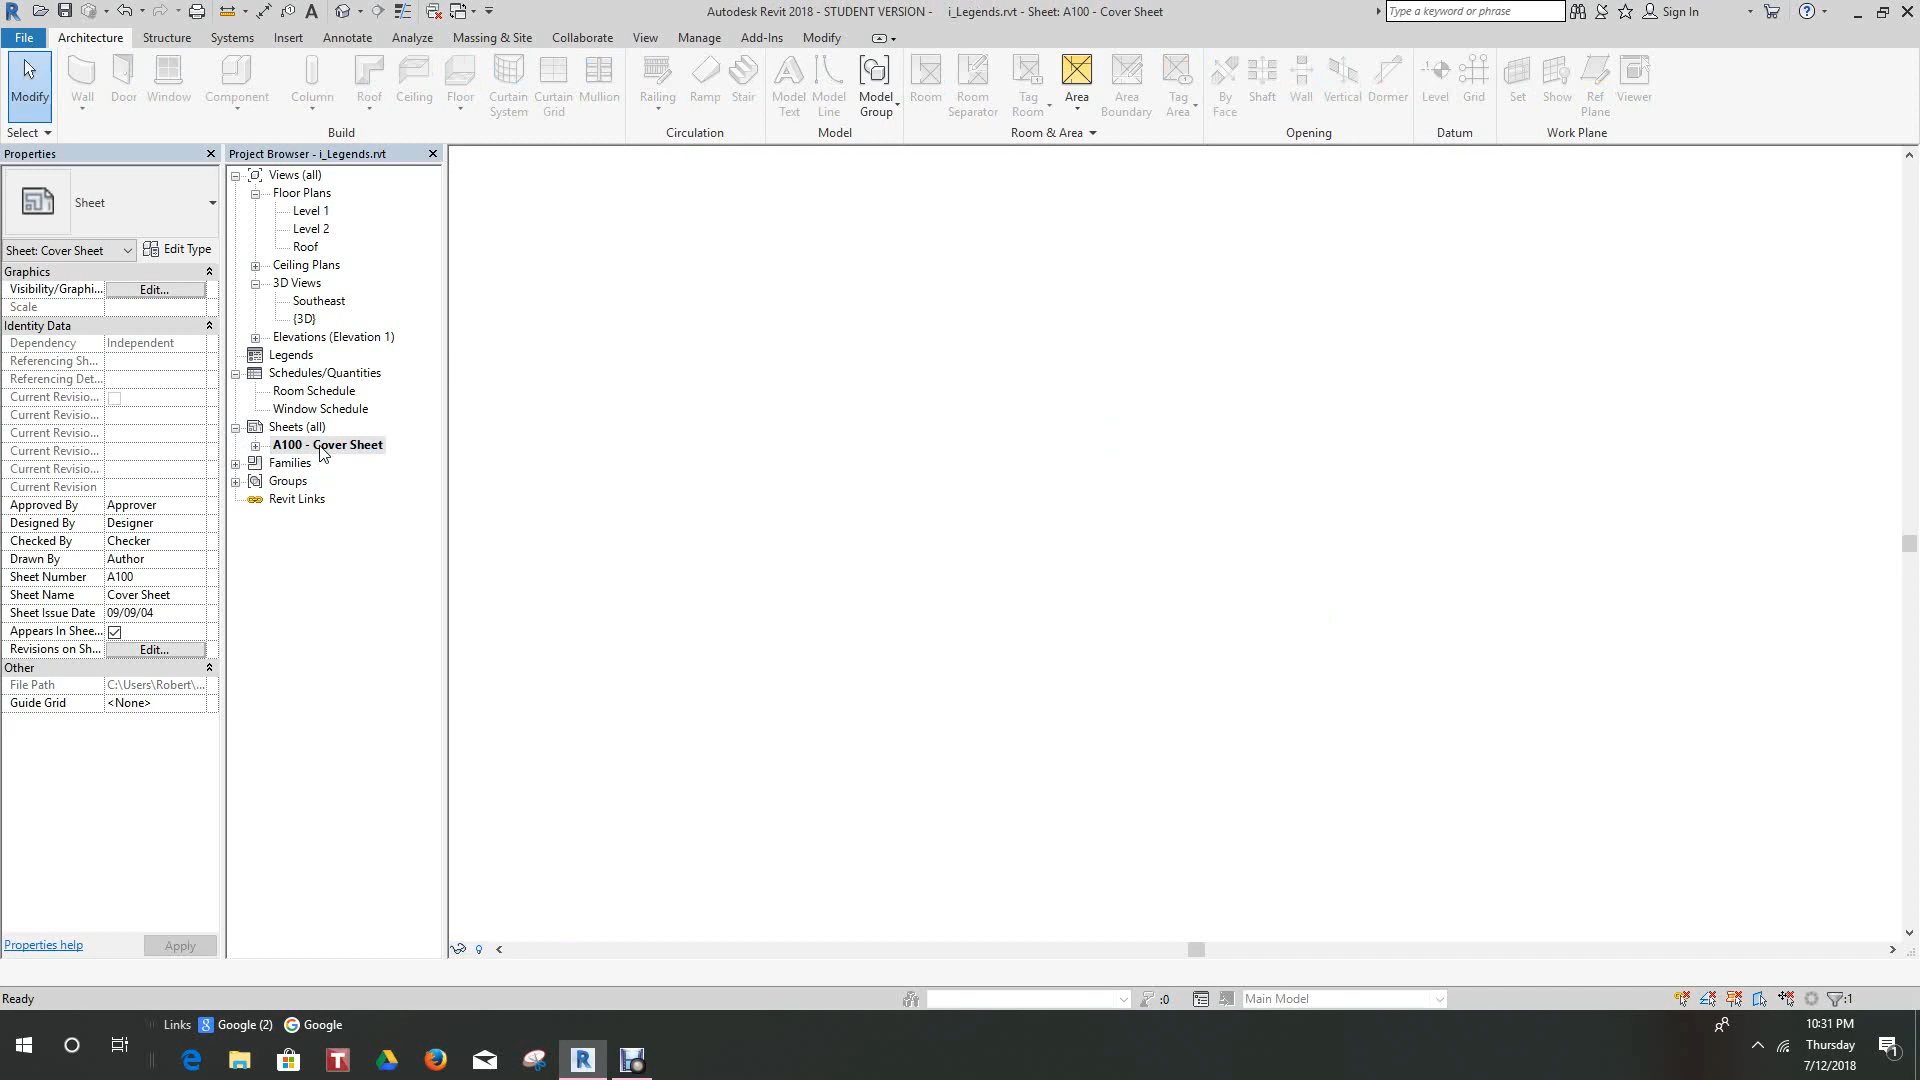 Autodesk Revit 2018 - STUDENT VERSION - i_Legends.rvt - Sheet: A100 - Cover Sheet
Type a keyword or phrase
Sign In
File Architecture Structure Systems Insert Annotate Analyze Massing & Site Collaborate View Manage Add-Ins Modify
Modify Wall Door Window Component Column Roof Ceiling Floor Curtain System Curtain Grid Mullion Railing Ramp Stair Model Text Model Line Model Group Room Room Separator Tag Room Area Area Boundary Tag Area By Face Shaft Wall Vertical Dormer Level Grid Set Show Ref Plane Viewer
Select Build Circulation Model Room & Area Opening Datum Work Plane
Properties
Sheet
Sheet: Cover Sheet Edit Type
Graphics
Visibility/Graphi... Edit...
Scale
Identity Data
Dependency Independent
Referencing Sh...
Referencing Det...
Current Revisio...
Current Revisio...
Current Revisio...
Current Revisio...
Current Revisio...
Current Revision
Approved By Approver
Designed By Designer
Checked By Checker
Drawn By Author
Sheet Number A100
Sheet Name Cover Sheet
Sheet Issue Date 09/09/04
Appears In Shee...
Revisions on Sh... Edit...
Other
File Path C:\Users\Robert\...
Guide Grid <None>
Properties help Apply
Project Browser - i_Legends.rvt
Views (all)
Floor Plans
Level 1
Level 2
Roof
Ceiling Plans
3D Views
Southeast
{3D}
Elevations (Elevation 1)
Legends
Schedules/Quantities
Room Schedule
Window Schedule
Sheets (all)
A100 - Cover Sheet
Families
Groups
Revit Links
Ready
:0
Main Model
:1
Links Google (2) Google
10:31 PM
Thursday
7/12/2018
1